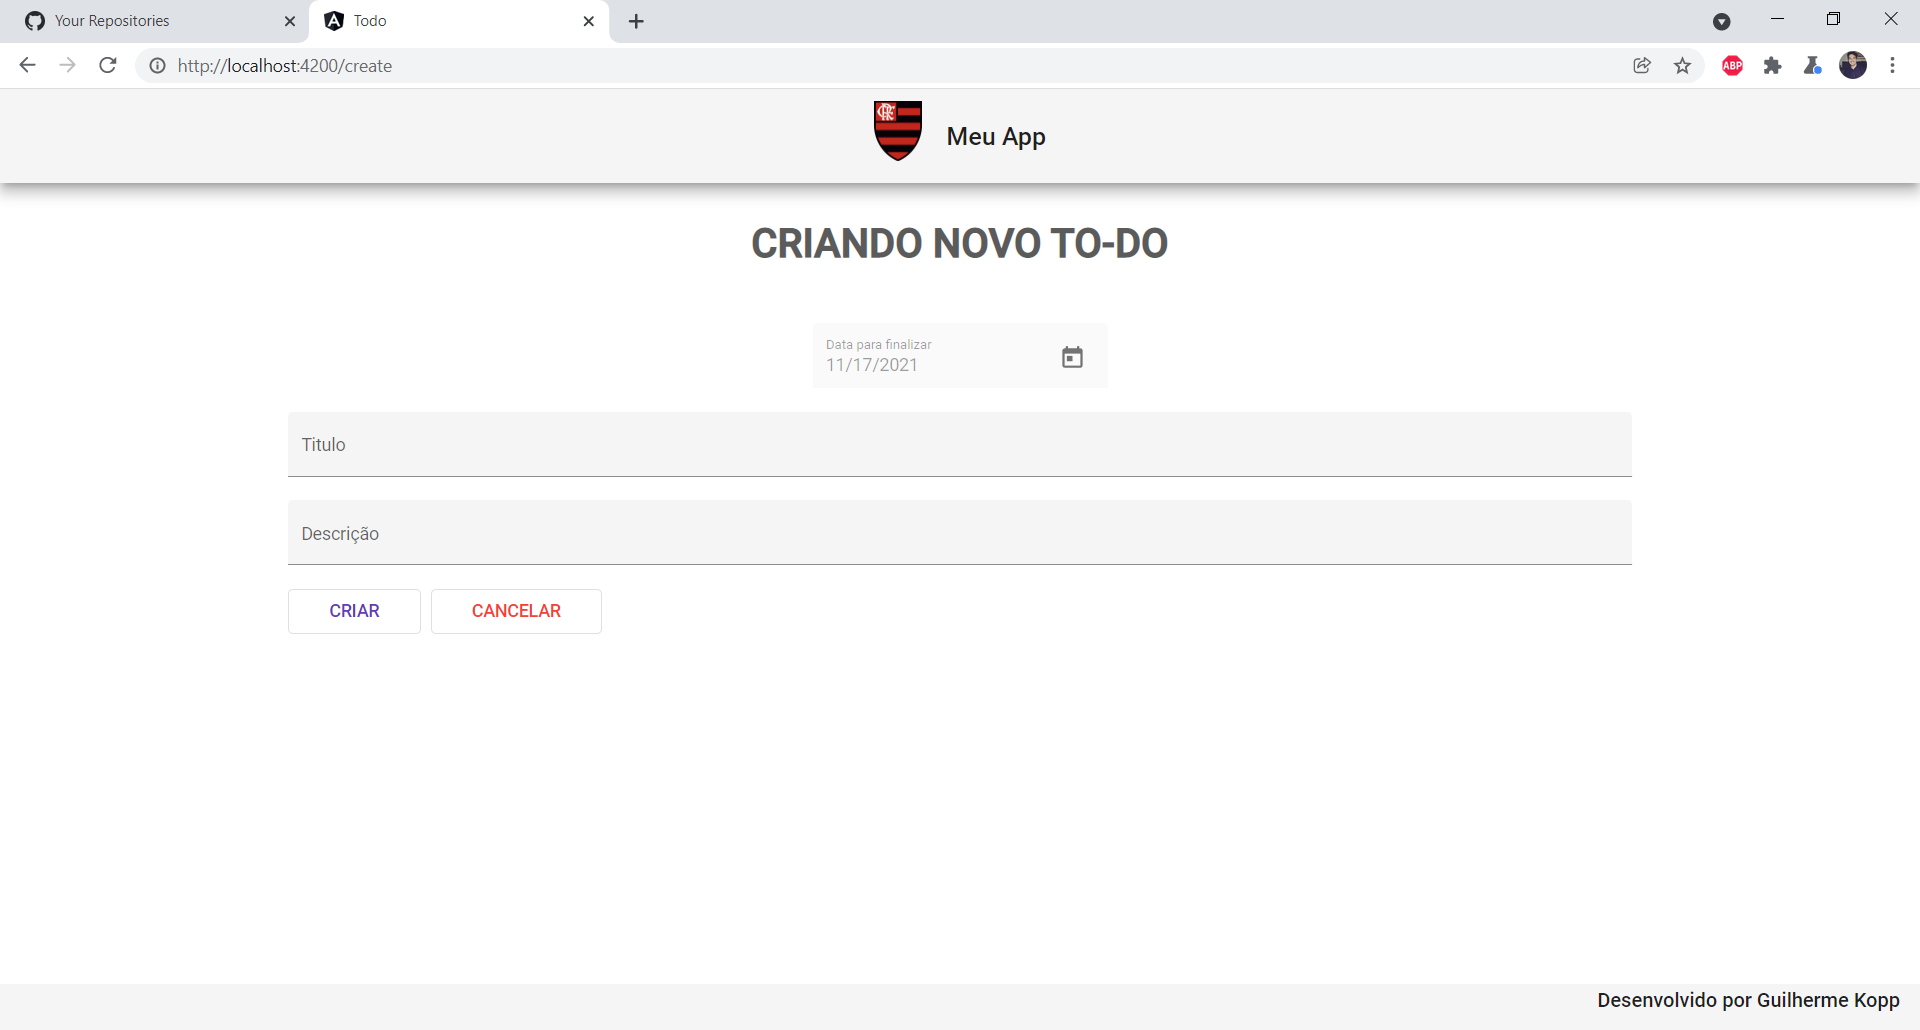 Your Repositories
Todo
http://localhost:4200/create
ABP
Meu App
CRIANDO NOVO TO-DO
Data para finalizar
11/17/2021
Titulo
Descrição
CRIAR
CANCELAR
Desenvolvido por Guilherme Kopp